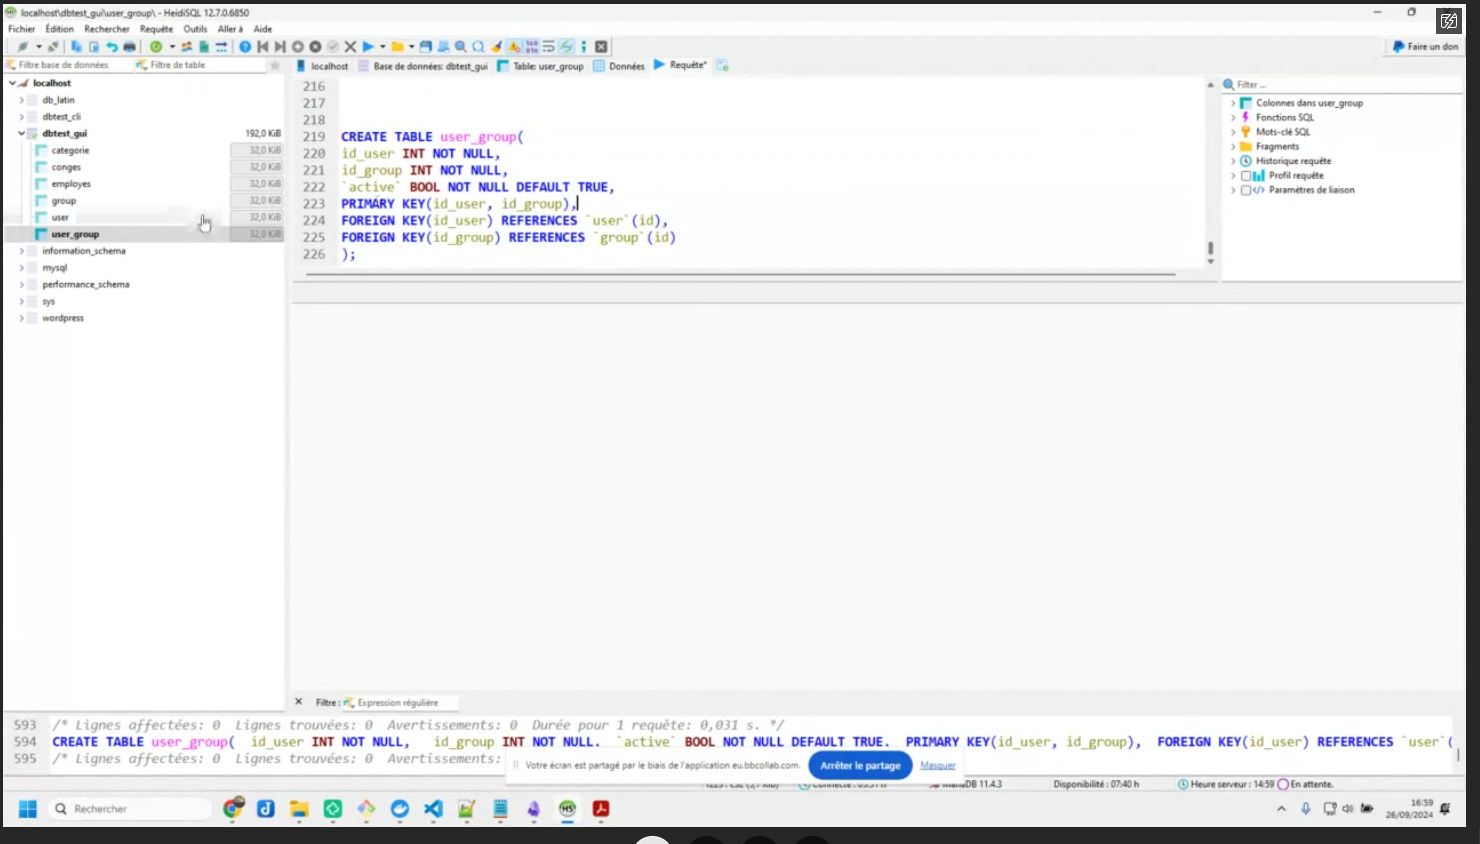 localhost\dbtest_gui\user_group\ - HeidiSQL 12.7.0.6850
Fichier Édition Rechercher Requête Outils Aller à Aide
Faire un don
Filtre base de données Filtre de table
localhost Base de données: dbtest_gui Table: user_group Données Requête*
localhost
db_latin
dbtest_cli
dbtest_gui 192,0 KiB
categorie 32,0 KiB
conges 32,0 KiB
employes 32,0 KiB
group 32,0 KiB
user 32,0 KiB
user_group 32,0 KiB
information_schema
mysql
performance_schema
sys
wordpress
216
217
218
219 CREATE TABLE user_group(
220 id_user INT NOT NULL,
221 id_group INT NOT NULL,
222 `active` BOOL NOT NULL DEFAULT TRUE,
223 PRIMARY KEY(id_user, id_group),
224 FOREIGN KEY(id_user) REFERENCES `user`(id),
225 FOREIGN KEY(id_group) REFERENCES `group`(id)
226 );
Filter ...
Colonnes dans user_group
Fonctions SQL
Mots-clé SQL
Fragments
Historique requête
Profil requête
Paramètres de liaison
Filtre: Expression régulière
593 /* Lignes affectées: 0 Lignes trouvées: 0 Avertissements: 0 Durée pour 1 requête: 0,031 s. */
594 CREATE TABLE user_group( id_user INT NOT NULL, id_group INT NOT NULL, `active` BOOL NOT NULL DEFAULT TRUE, PRIMARY KEY(id_user, id_group), FOREIGN KEY(id_user) REFERENCES `user`(
595 /* Lignes affectées: 0 Lignes trouvées: 0 Avertissements:
Votre écran est partagé par le biais de l'application eu.bbcollab.com. Arrêter le partage Masquer
MariaDB 11.4.3 Disponibilité : 07:40 h Heure serveur : 14:59 En attente.
Rechercher
16:59
26/09/2024